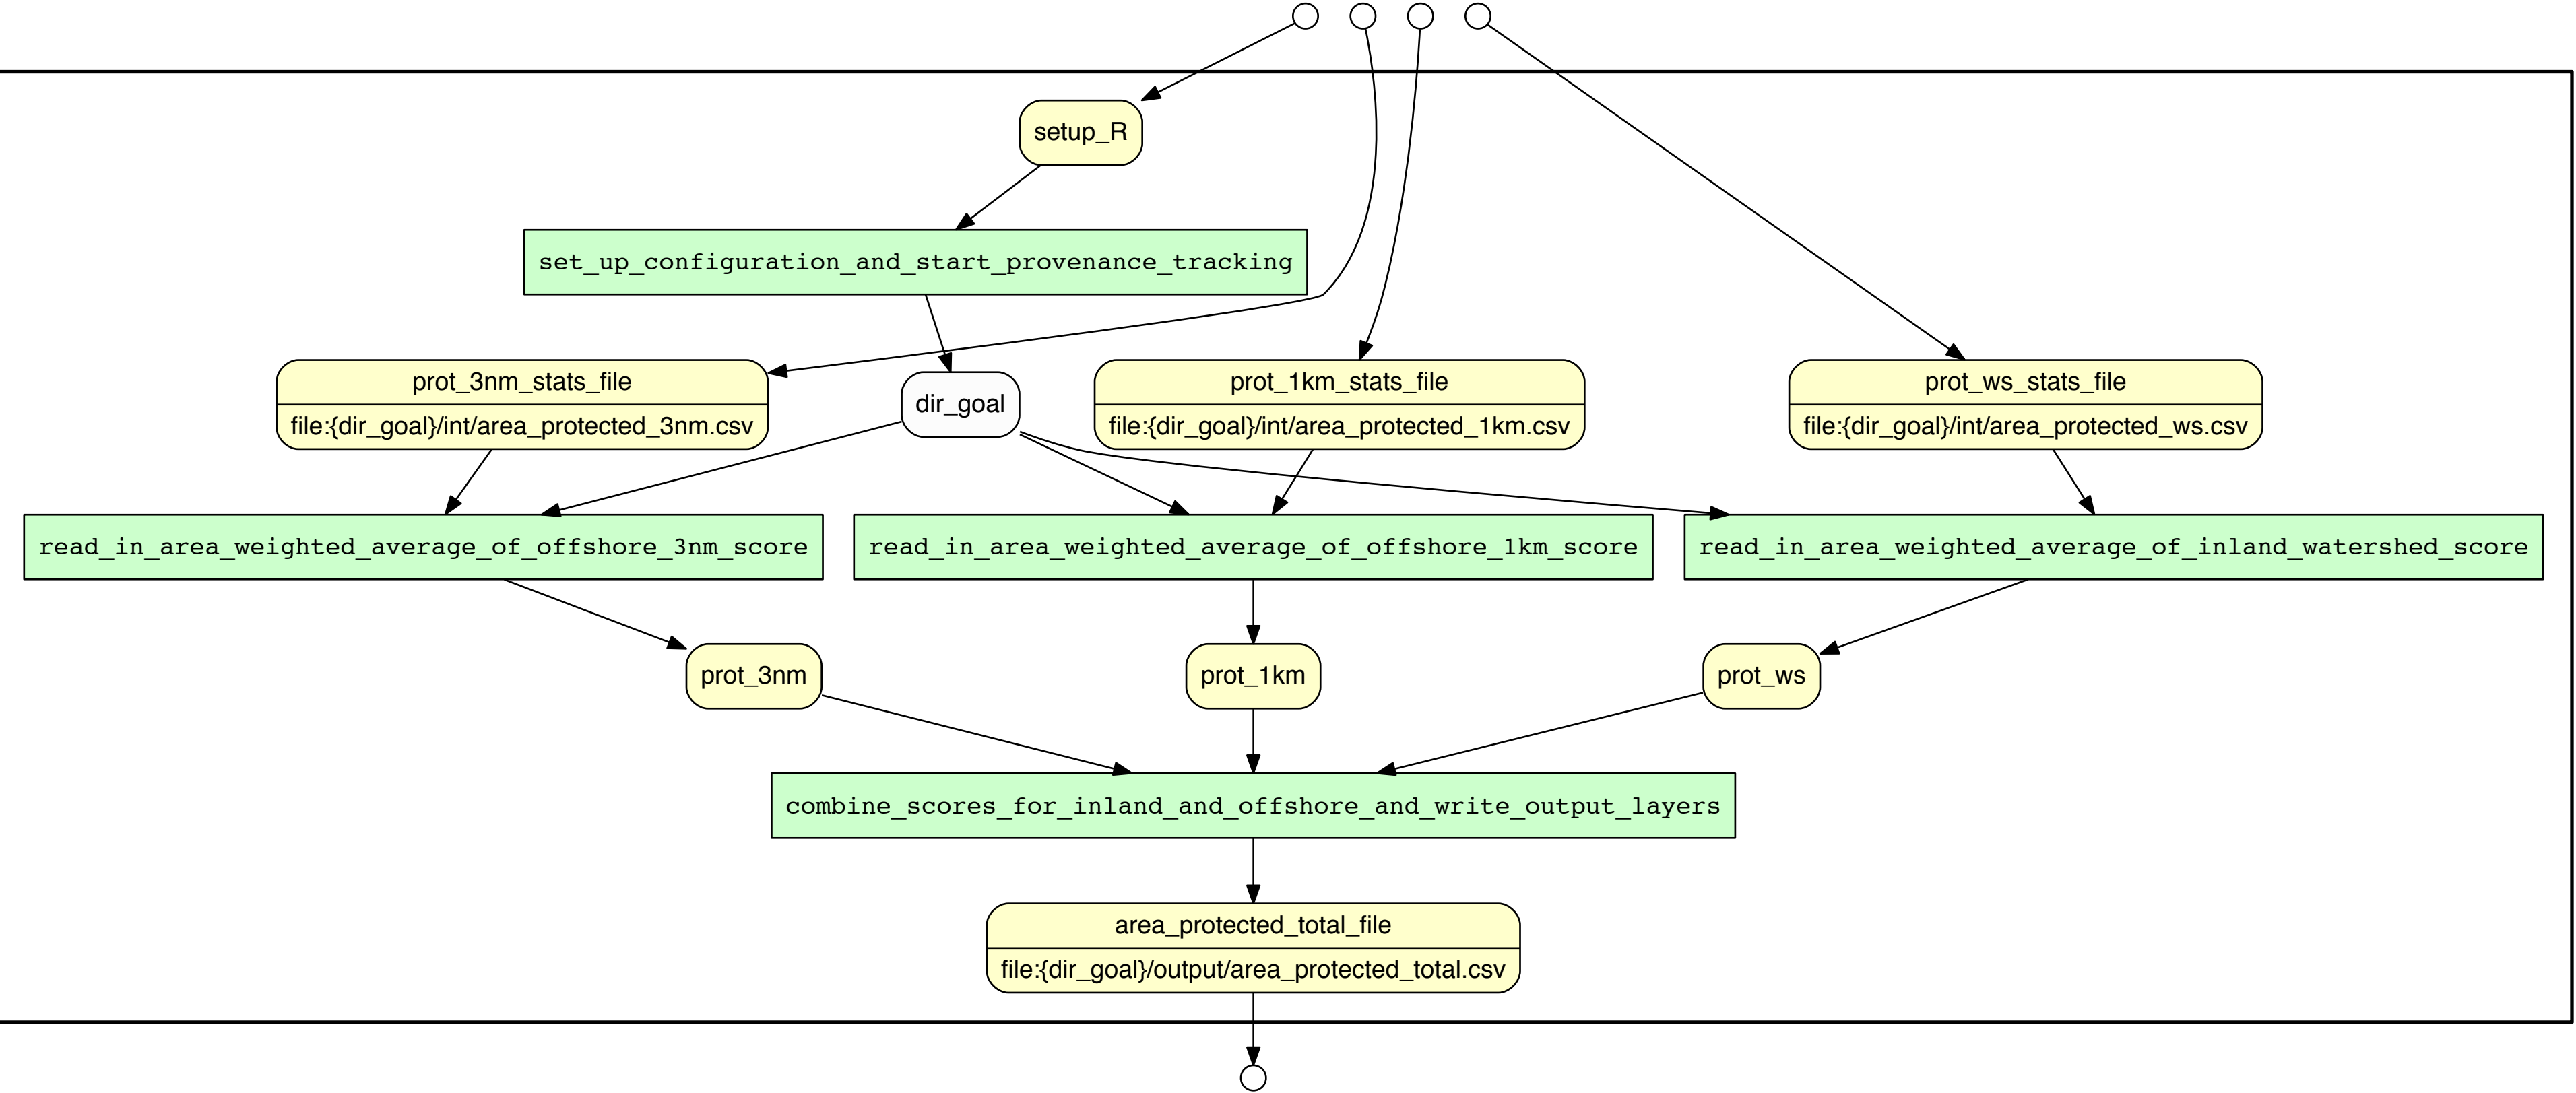 setup_R
set_up_configuration_and_start_provenance_tracking
prot_3nm_stats_file
file:{dir_goal}/int/area_protected_3nm.csv
dir_goal
prot_1km_stats_file
file:{dir_goal}/int/area_protected_1km.csv
prot_ws_stats_file
file:{dir_goal}/int/area_protected_ws.csv
read_in_area_weighted_average_of_offshore_3nm_score
read_in_area_weighted_average_of_offshore_1km_score
read_in_area_weighted_average_of_inland_watershed_score
prot_3nm
prot_1km
prot_ws
combine_scores_for_inland_and_offshore_and_write_output_layers
area_protected_total_file
file:{dir_goal}/output/area_protected_total.csv